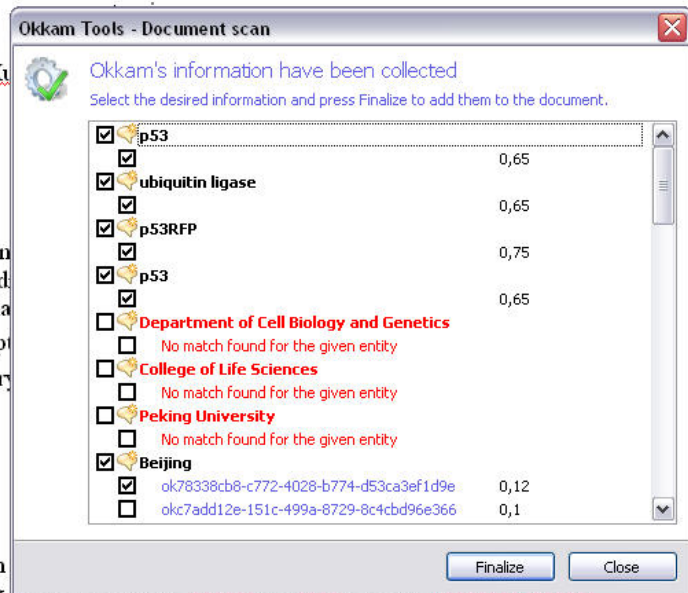 Okkam Tools - Document scan
Okkam's information have been collected
Select the desired information and press Finalize to add them to the document.
p53
0,65
ubiquitin ligase
0,65
p53RFP
0,75
p53
0,65
Department of Cell Biology and Genetics
No match found for the given entity
College of Life Sciences
No match found for the given entity
Peking University
No match found for the given entity
Beijing
ok78338cb8-c772-4028-b774-d53ca3ef1d9e 0,12
okc7add12e-151c-499a-8729-8c4cbd96e366 0,1
Finalize Close